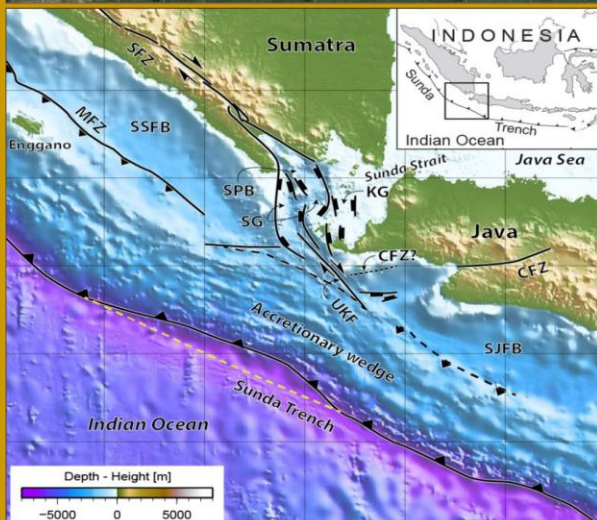 Sumatra
INDONESIA
Sunda
Trench
Indian Ocean
SFZ
MFZ
SSFB
Enggano
Java Sea
Sunda Strait
SPB
KG
SG
Java
CFZ?
CFZ
UKF
Accretionary wedge
SJFB
Sunda Trench
Indian Ocean
Depth - Height [m]
−5000 0 5000